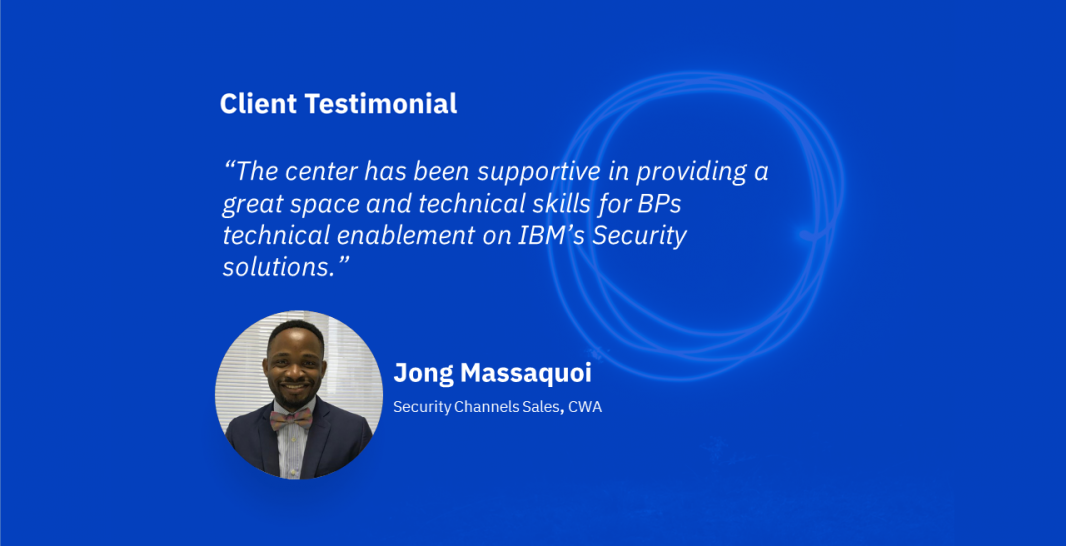 Client Testimonial
“The center has been supportive in providing a
great space and technical skills for BPs
technical enablement on IBM’s Security
solutions.”
Jong Massaquoi
Security Channels Sales, CWA